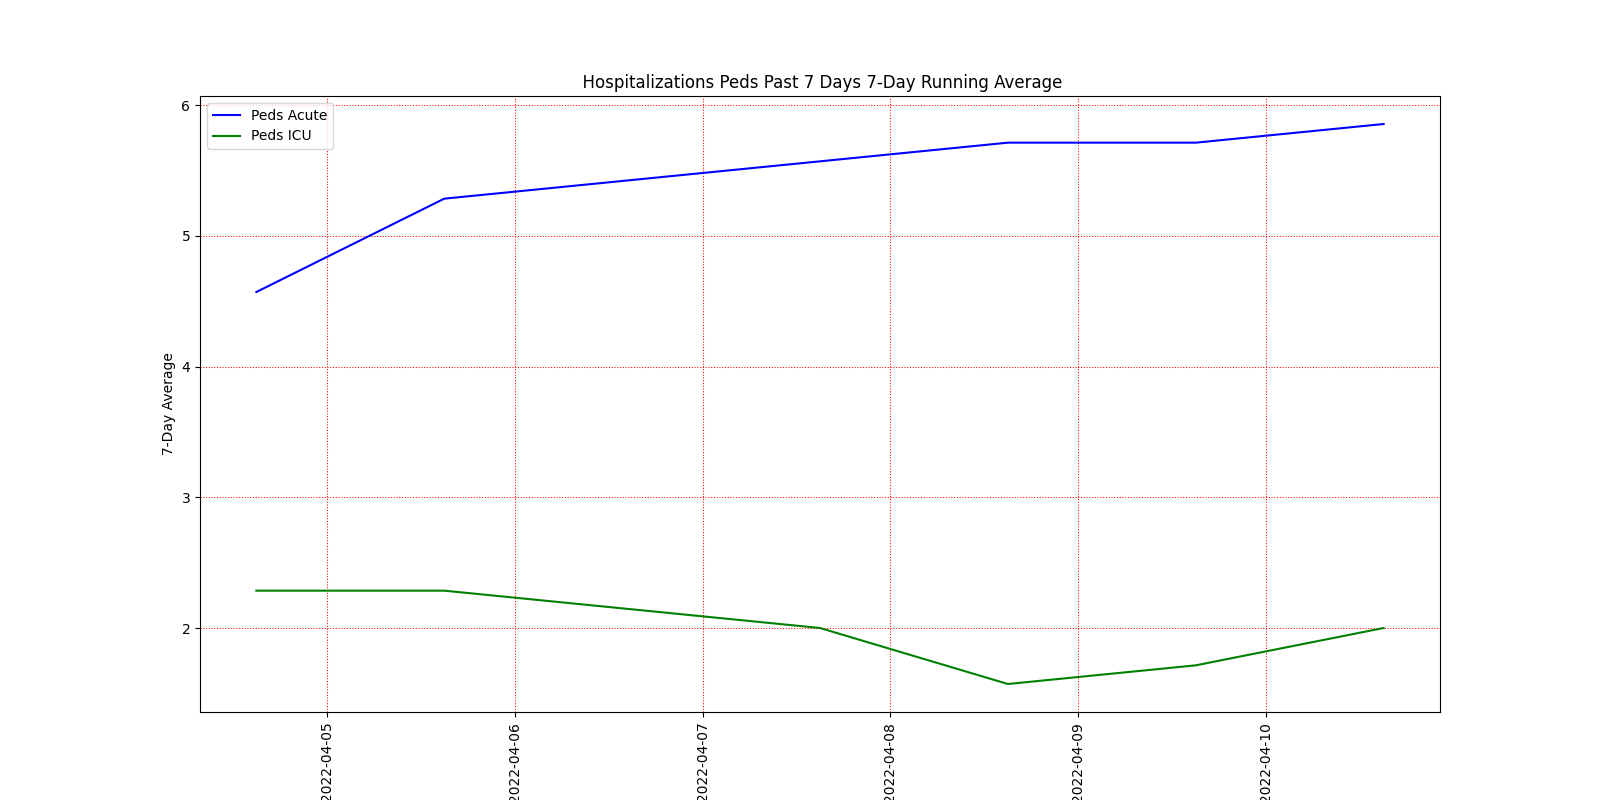 Hospitalizations Peds Past 7 Days 7-Day Running Average
Peds Acute
Peds ICU
7-Day Average
6
5
4
3
2
2022-04-05
2022-04-06
2022-04-07
2022-04-08
2022-04-09
2022-04-10